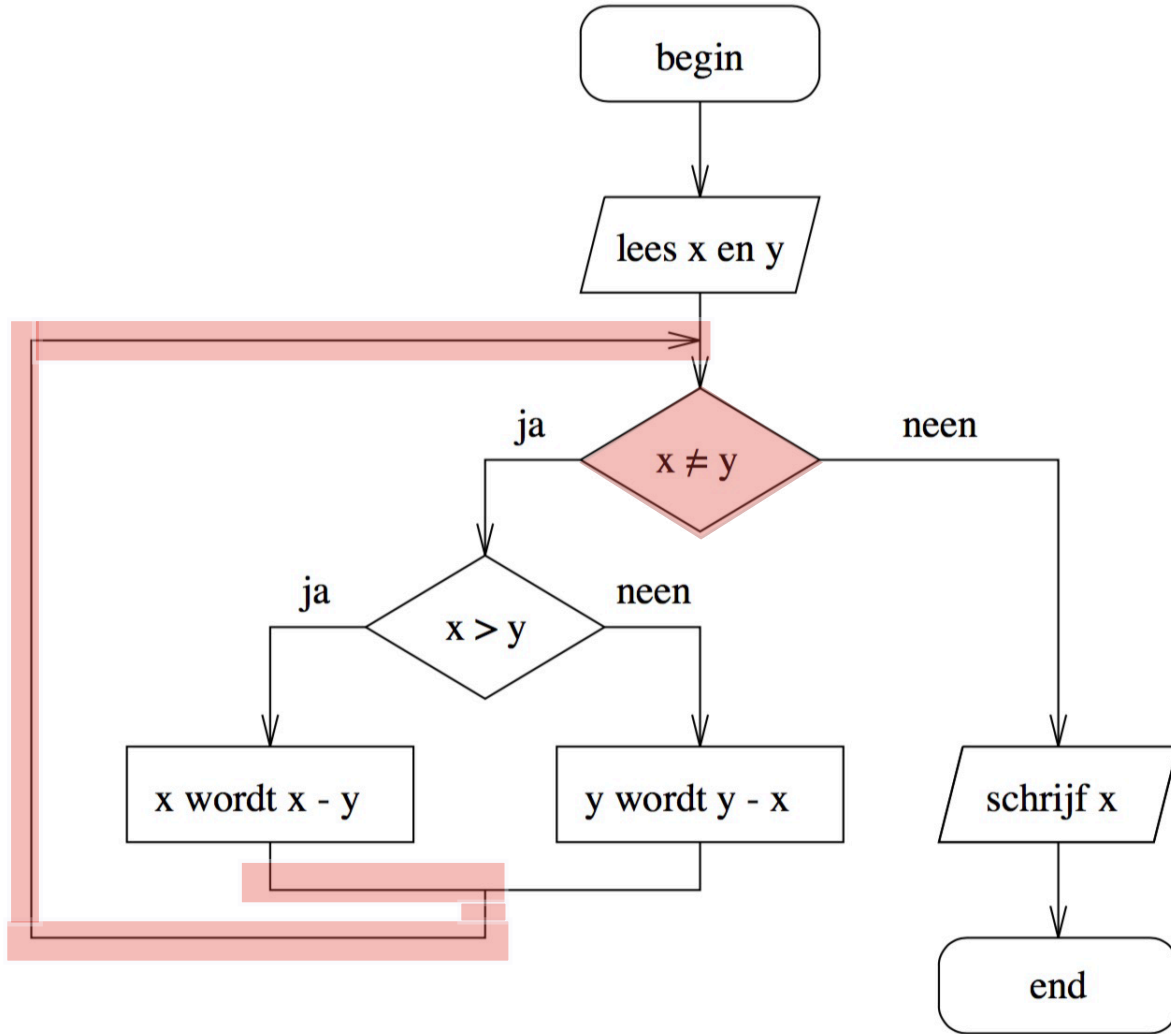 begin
lees x en y
ja
neen
x ≠ y
ja
neen
x > y
x wordt x - y
y wordt y - x
schrijf x
end